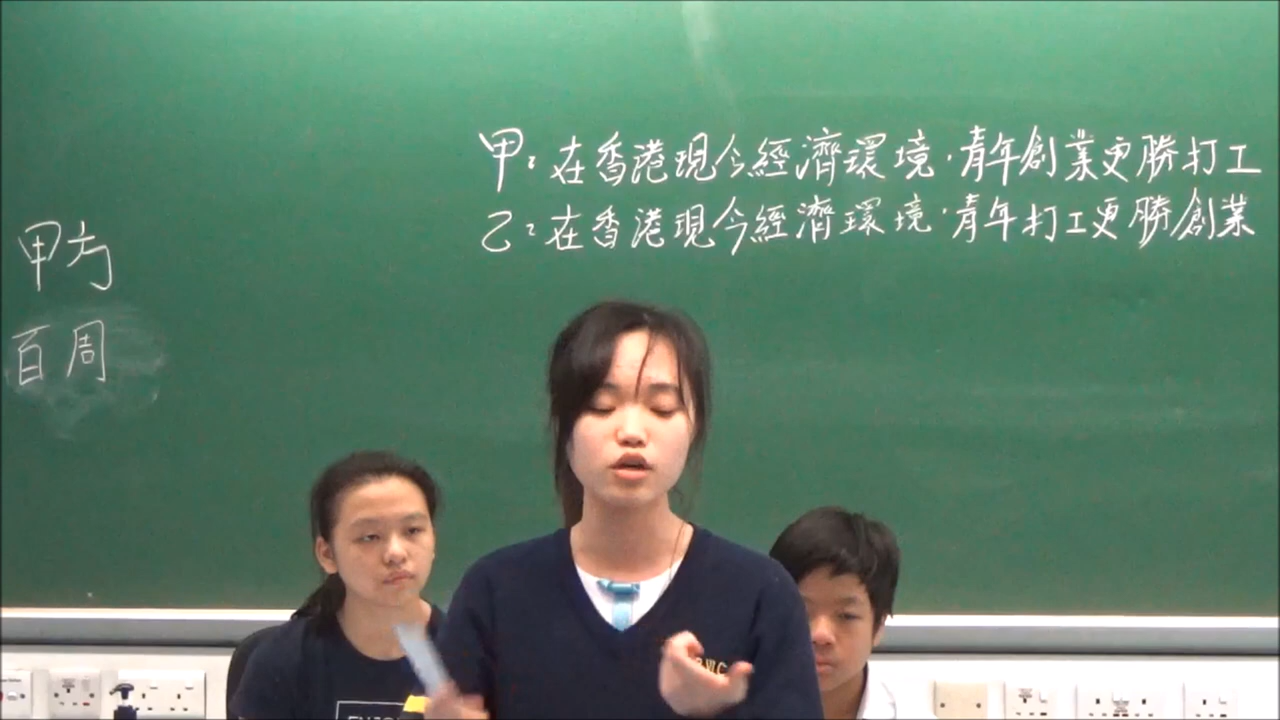 甲：在香港現今經濟環境，青年創業更勝打工
乙：在香港現今經濟環境，青年打工更勝創業
甲方
百周